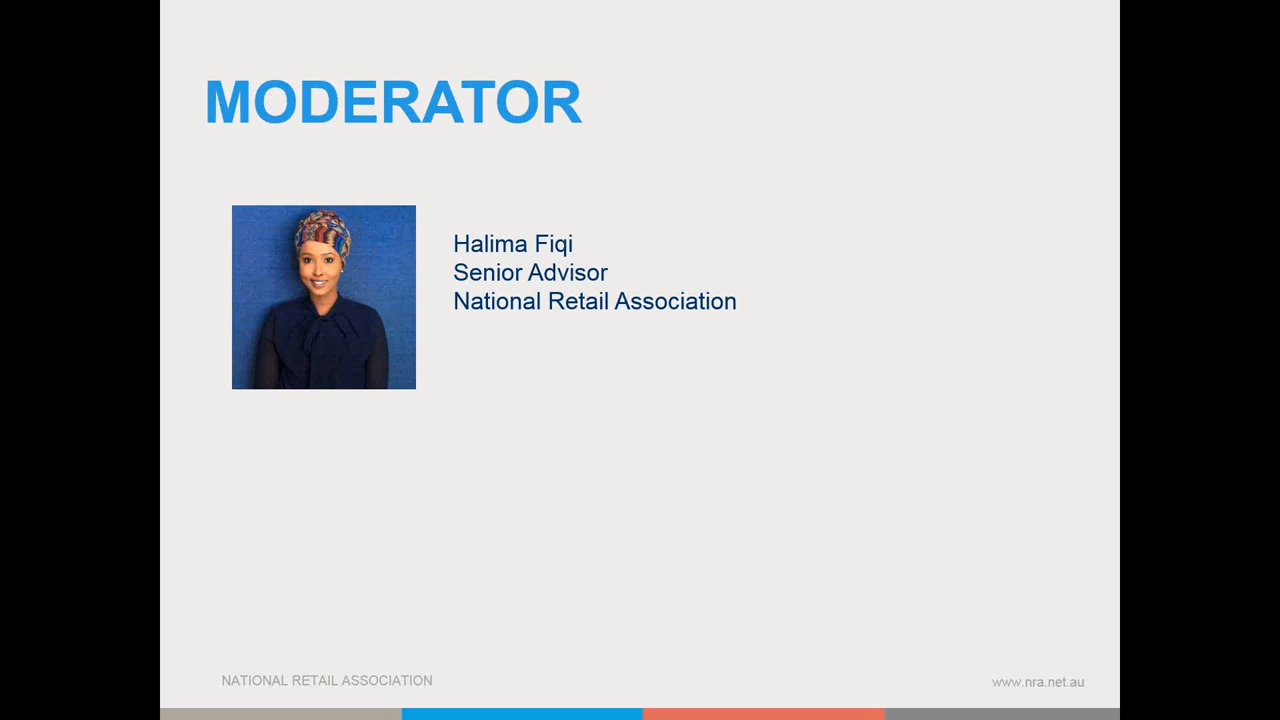 MODERATOR
Halima Fiqi
Senior Advisor
National Retail Association
NATIONAL RETAIL ASSOCIATION
www.nra.net.au